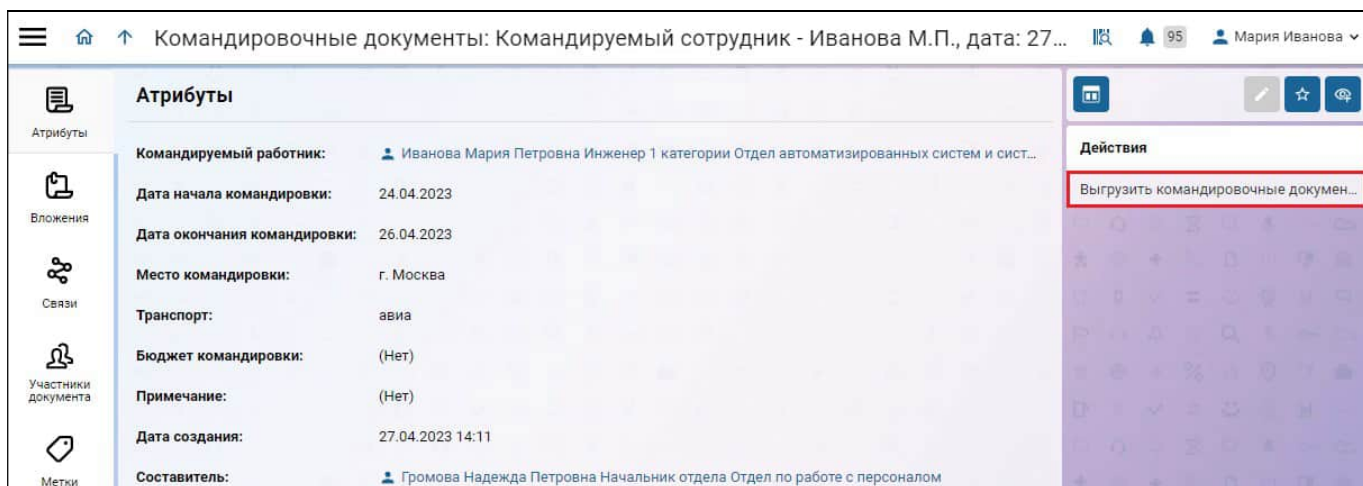 Командировочные документы: Командируемый сотрудник - Иванова М.П., дата: 27...
95
Мария Иванова
Атрибуты
Вложения
Связи
Участники
документа
Метки
Атрибуты
Командируемый работник: Иванова Мария Петровна Инженер 1 категории Отдел автоматизированных систем и сист...
Дата начала командировки: 24.04.2023
Дата окончания командировки: 26.04.2023
Место командировки: г. Москва
Транспорт: авиа
Бюджет командировки: (Нет)
Примечание: (Нет)
Дата создания: 27.04.2023 14:11
Составитель: Громова Надежда Петровна Начальник отдела Отдел по работе с персоналом
Действия
Выгрузить командировочные докумен...